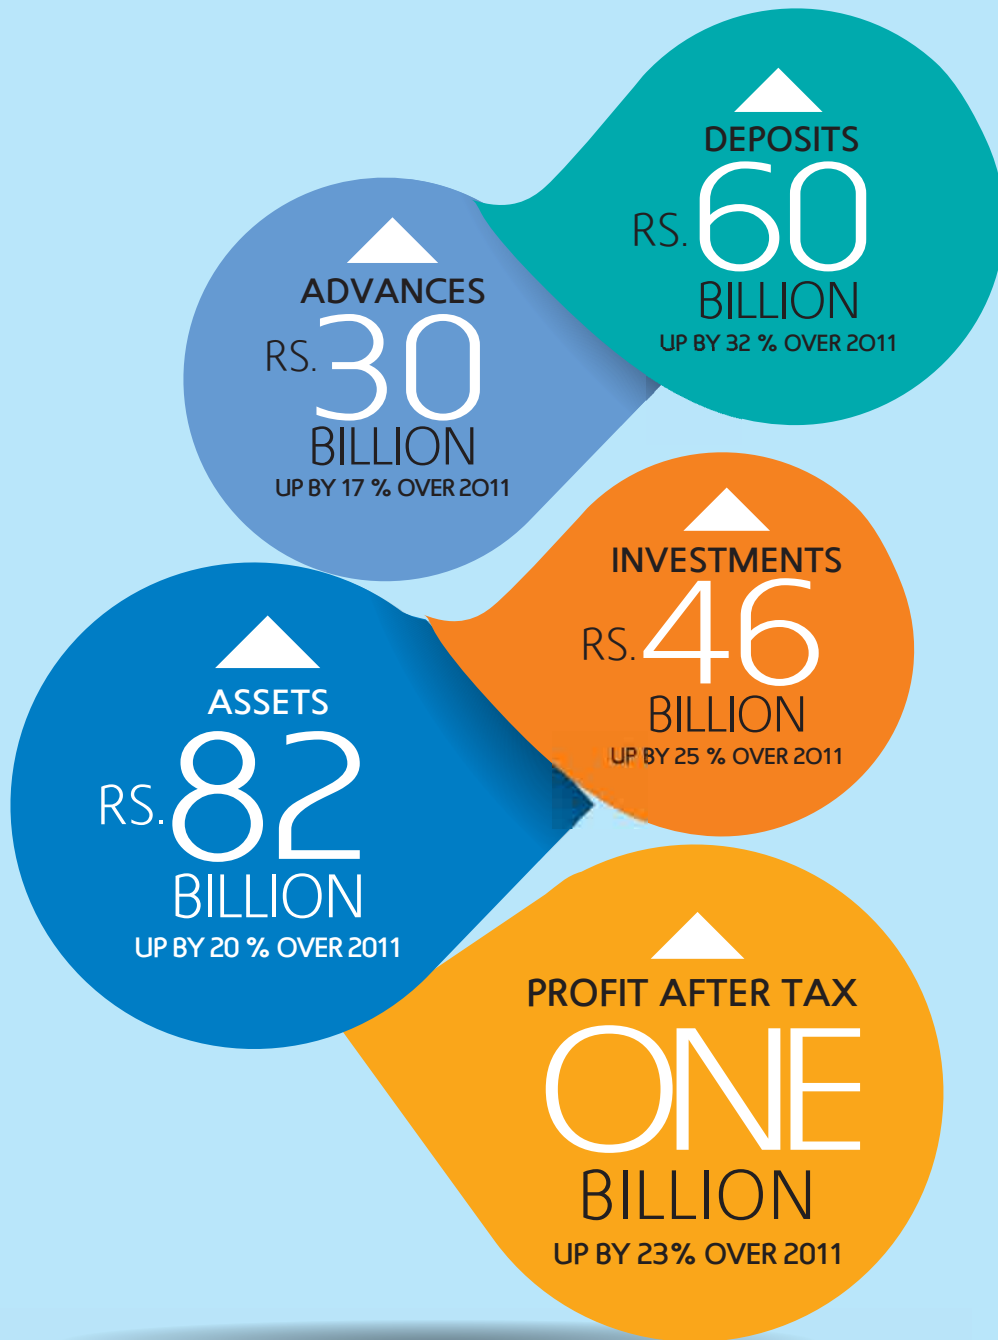 DEPOSITS
RS. 60
BILLION
UP BY 32 % OVER 2011
ADVANCES
RS. 30
BILLION
UP BY 17 % OVER 2011
INVESTMENTS
RS. 46
BILLION
UP BY 25 % OVER 2011
ASSETS
RS. 82
BILLION
UP BY 20 % OVER 2011
PROFIT AFTER TAX
ONE
BILLION
UP BY 23% OVER 2011